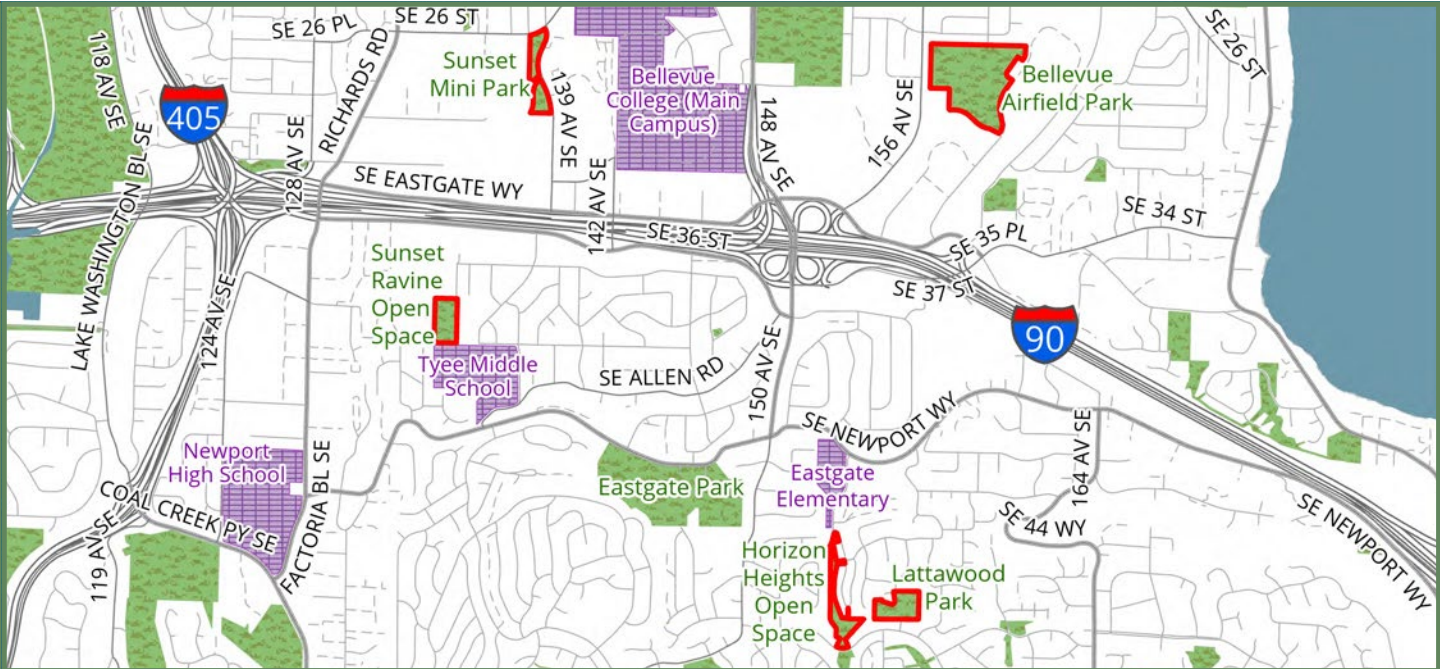 SE 26 PL
SE 26 ST
SE 26 ST
118 AV SE
RICHARDS RD
Sunset
Mini Park
139 AV SE
Bellevue
College (Main
Campus)
148 AV SE
156 AV SE
Bellevue
Airfield Park
405
LAKE WASHINGTON BL SE
128 AV SE
SE EASTGATE WY
142 AV SE
SE 36 ST
SE 34 ST
SE 35 PL
SE 37 ST
Sunset
Ravine
Open
Space
124 AV SE
90
Tyee Middle
School
SE ALLEN RD
150 AV SE
SE NEWPORT WY
164 AV SE
Newport
High School
FACTORIA BL SE
COAL CREEK PY SE
119 AV SE
Eastgate Park
Eastgate
Elementary
SE 44 WY
SE NEWPORT WY
Horizon
Heights
Open
Space
Lattawood
Park